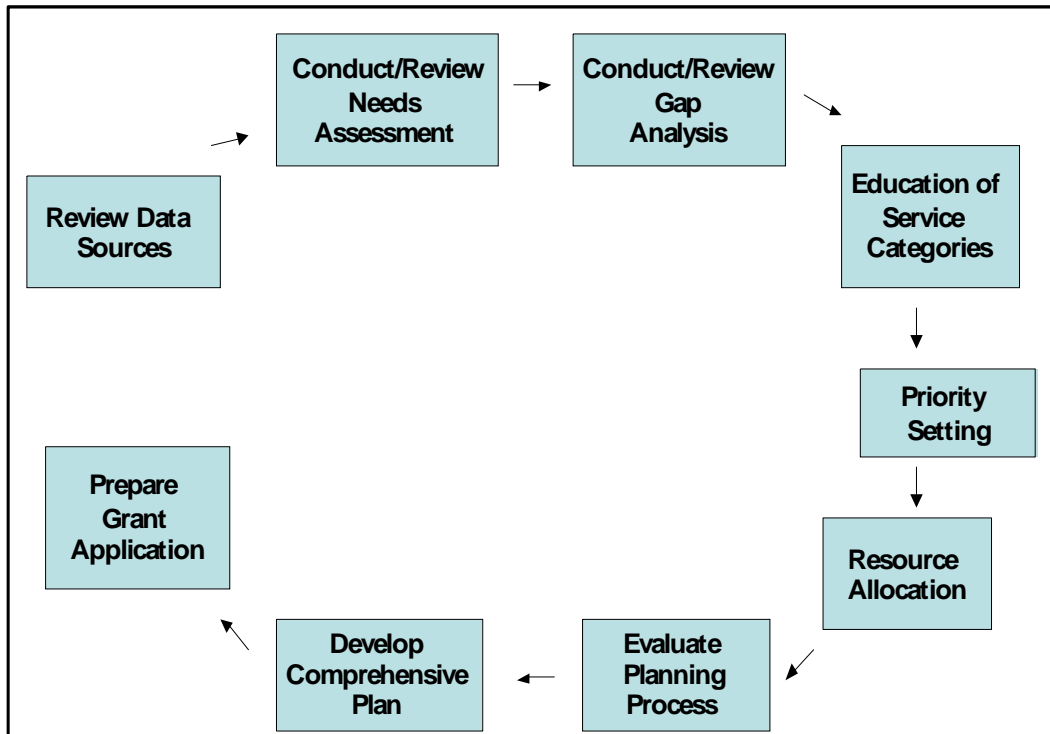 Review Data
Sources
Conduct/Review
Needs
Assessment
Conduct/Review
Gap
Analysis
Education of
Service
Categories
Priority
Setting
Resource
Allocation
Evaluate
Planning
Process
Develop
Comprehensive
Plan
Prepare
Grant
Application